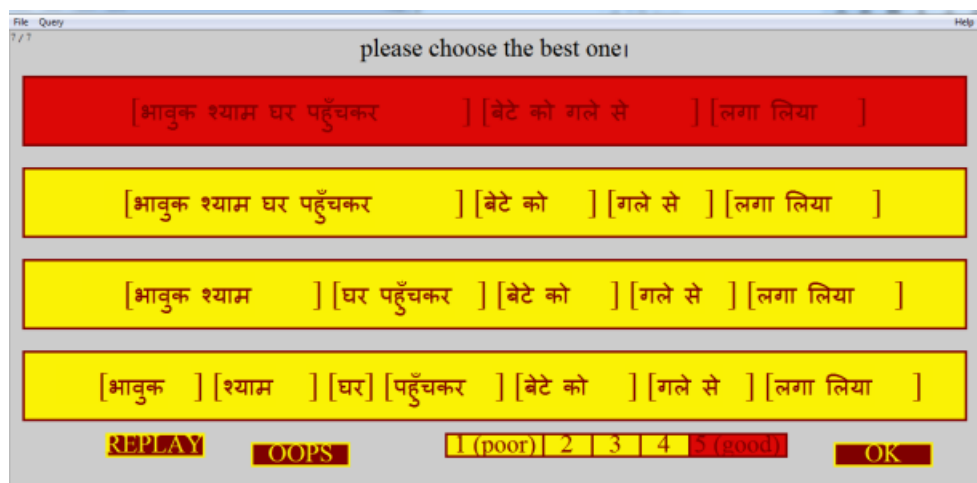 File Query Help
? / ?
please choose the best one।
[भावुक श्याम घर पहुँचकर ] [बेटे को गले से ] [लगा लिया ]
[भावुक श्याम घर पहुँचकर ] [बेटे को ] [गले से ] [लगा लिया ]
[भावुक श्याम ] [घर पहुँचकर ] [बेटे को ] [गले से ] [लगा लिया ]
[भावुक ] [श्याम ] [घर] [पहुँचकर ] [बेटे को ] [गले से ] [लगा लिया ]
REPLAY OOPS 1 (poor) 2 3 4 5 (good) OK